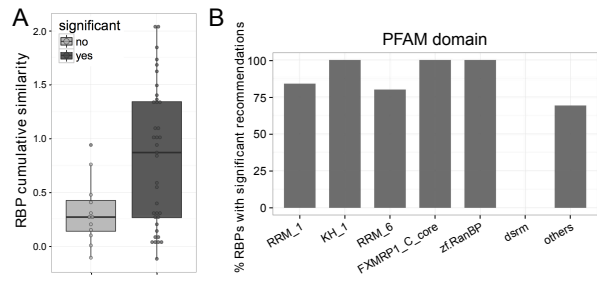 A
RBP cumulative similarity
2.0
1.5
1.0
0.5
0.0
significant
no
yes
B
PFAM domain
% RBPs with significant recommendations
100
75
50
25
0
RRM_1
KH_1
RRM_6
FXMRP1_C_core
zf.RanBP
dsrm
others